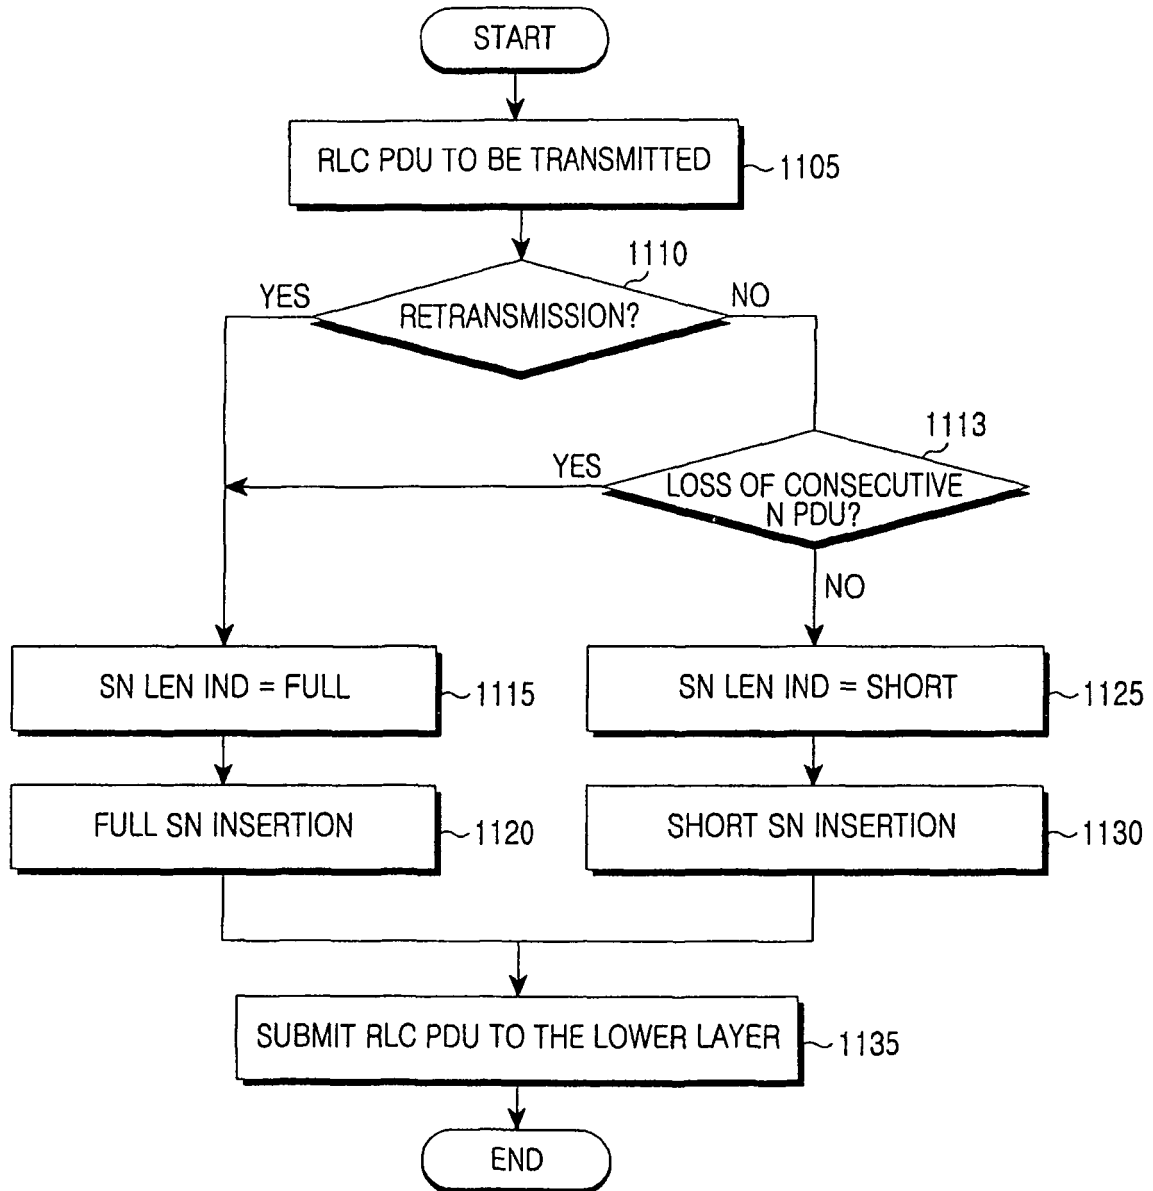 START
RLC PDU TO BE TRANSMITTED
1105
1110
YES
NO
RETRANSMISSION?
1113
YES
LOSS OF CONSECUTIVE
N PDU?
NO
SN LEN IND = FULL
1115
SN LEN IND = SHORT
1125
FULL SN INSERTION
1120
SHORT SN INSERTION
1130
SUBMIT RLC PDU TO THE LOWER LAYER
1135
END